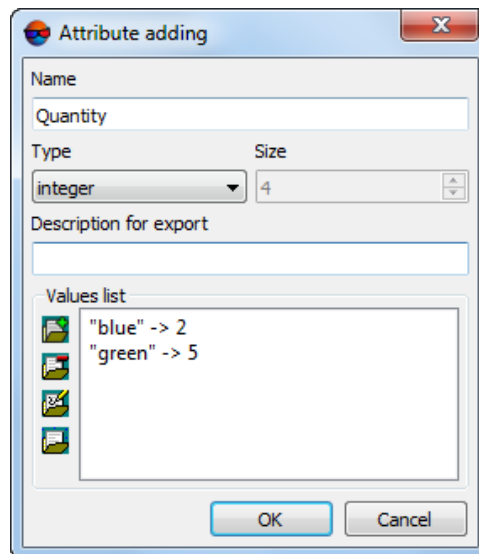 Attribute adding
Name
Quantity
Type Size
integer 4
Description for export
Values list
"blue" -> 2
"green" -> 5
OK Cancel